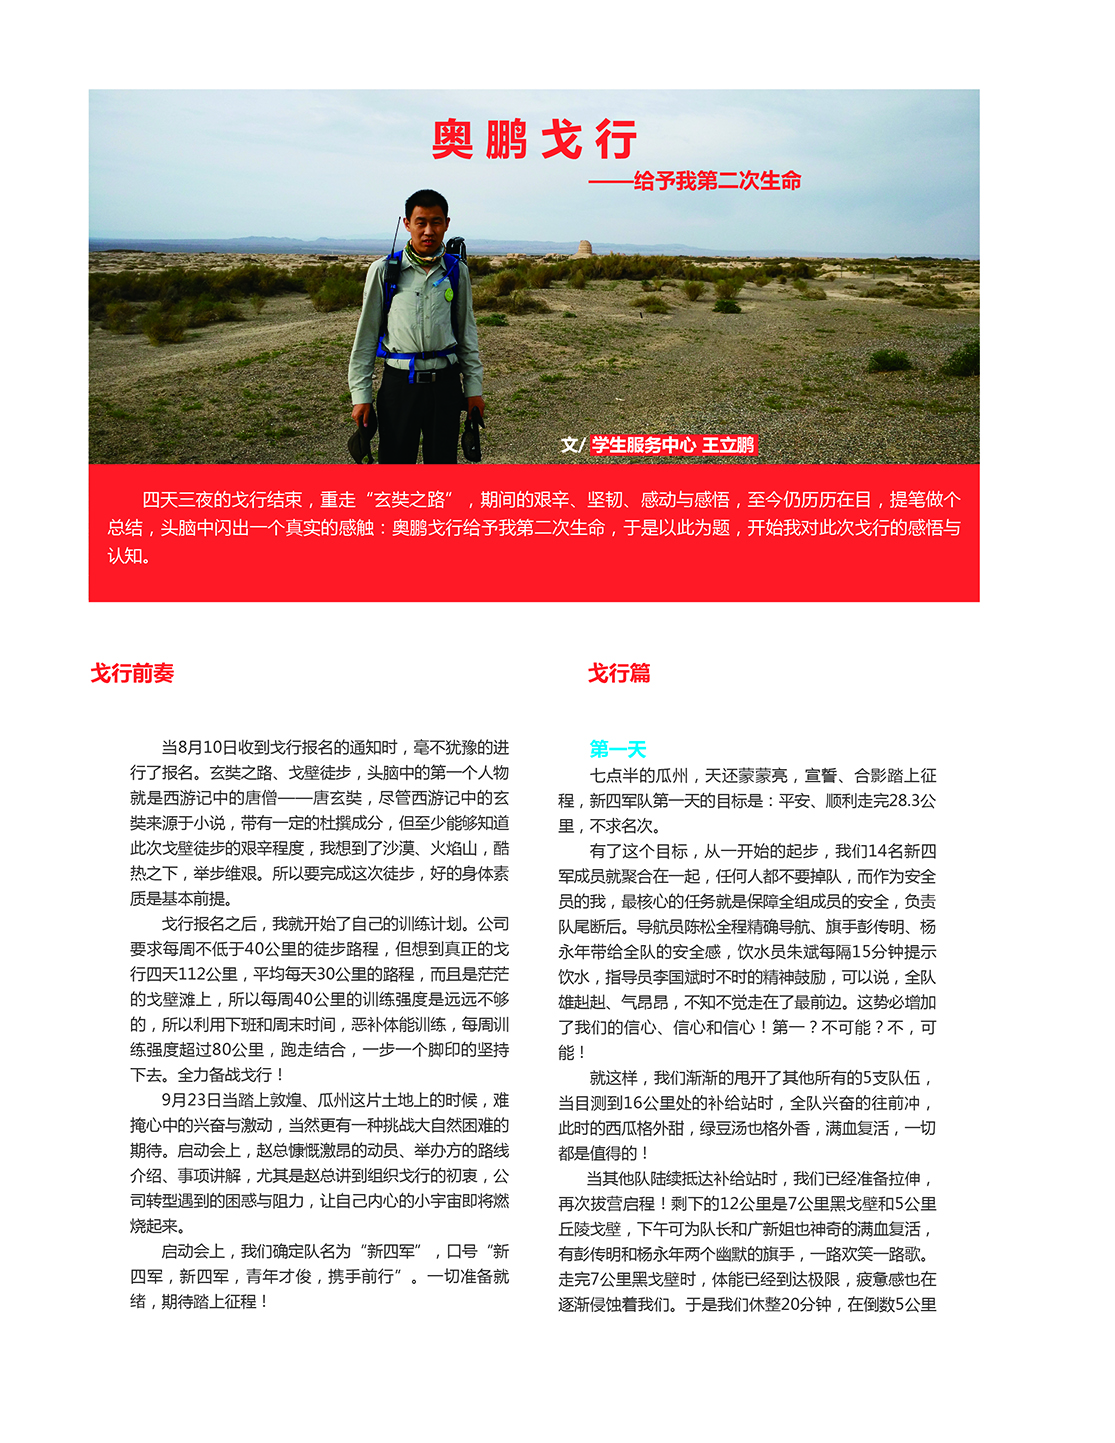 奥鹏戈行
——给予我第二次生命
文/ 学生服务中心 王立鹏
四天三夜的戈行结束，重走“玄奘之路”，期间的艰辛、坚韧、感动与感悟，至今仍历历在目，提笔做个
总结，头脑中闪出一个真实的感触：奥鹏戈行给予我第二次生命，于是以此为题，开始我对此次戈行的感悟与
认知。
戈行前奏
当8月10日收到戈行报名的通知时，毫不犹豫的进
行了报名。玄奘之路、戈壁徒步，头脑中的第一个人物
就是西游记中的唐僧——唐玄奘，尽管西游记中的玄
奘来源于小说，带有一定的杜撰成分，但至少能够知道
此次戈壁徒步的艰辛程度，我想到了沙漠、火焰山，酷
热之下，举步维艰。所以要完成这次徒步，好的身体素
质是基本前提。
戈行报名之后，我就开始了自己的训练计划。公司
要求每周不低于40公里的徒步路程，但想到真正的戈
行四天112公里，平均每天30公里的路程，而且是茫茫
的戈壁滩上，所以每周40公里的训练强度是远远不够
的，所以利用下班和周末时间，恶补体能训练，每周训
练强度超过80公里，跑走结合，一步一个脚印的坚持
下去。全力备战戈行！
9月23日当踏上敦煌、瓜州这片土地上的时候，难
掩心中的兴奋与激动，当然更有一种挑战大自然困难的
期待。启动会上，赵总慷慨激昂的动员、举办方的路线
介绍、事项讲解，尤其是赵总讲到组织戈行的初衷，公
司转型遇到的困惑与阻力，让自己内心的小宇宙即将燃
烧起来。
启动会上，我们确定队名为“新四军”，口号“新
四军，新四军，青年才俊，携手前行”。一切准备就
绪，期待踏上征程！
戈行篇
第一天
七点半的瓜州，天还蒙蒙亮，宣誓、合影踏上征
程，新四军队第一天的目标是：平安、顺利走完28.3公
里，不求名次。
有了这个目标，从一开始的起步，我们14名新四
军成员就聚合在一起，任何人都不要掉队，而作为安全
员的我，最核心的任务就是保障全组成员的安全，负责
队尾断后。导航员陈松全程精确导航、旗手彭传明、杨
永年带给全队的安全感，饮水员朱斌每隔15分钟提示
饮水，指导员李国斌时不时的精神鼓励，可以说，全队
雄赳赳、气昂昂，不知不觉走在了最前边。这势必增加
了我们的信心、信心和信心！第一？不可能？不，可
能！
就这样，我们渐渐的甩开了其他所有的5支队伍，
当目测到16公里处的补给站时，全队兴奋的往前冲，
此时的西瓜格外甜，绿豆汤也格外香，满血复活，一切
都是值得的！
当其他队陆续抵达补给站时，我们已经准备拉伸，
再次拔营启程！剩下的12公里是7公里黑戈壁和5公里
丘陵戈壁，下午可为队长和广新姐也神奇的满血复活，
有彭传明和杨永年两个幽默的旗手，一路欢笑一路歌。
走完7公里黑戈壁时，体能已经到达极限，疲惫感也在
逐渐侵蚀着我们。于是我们休整20分钟，在倒数5公里